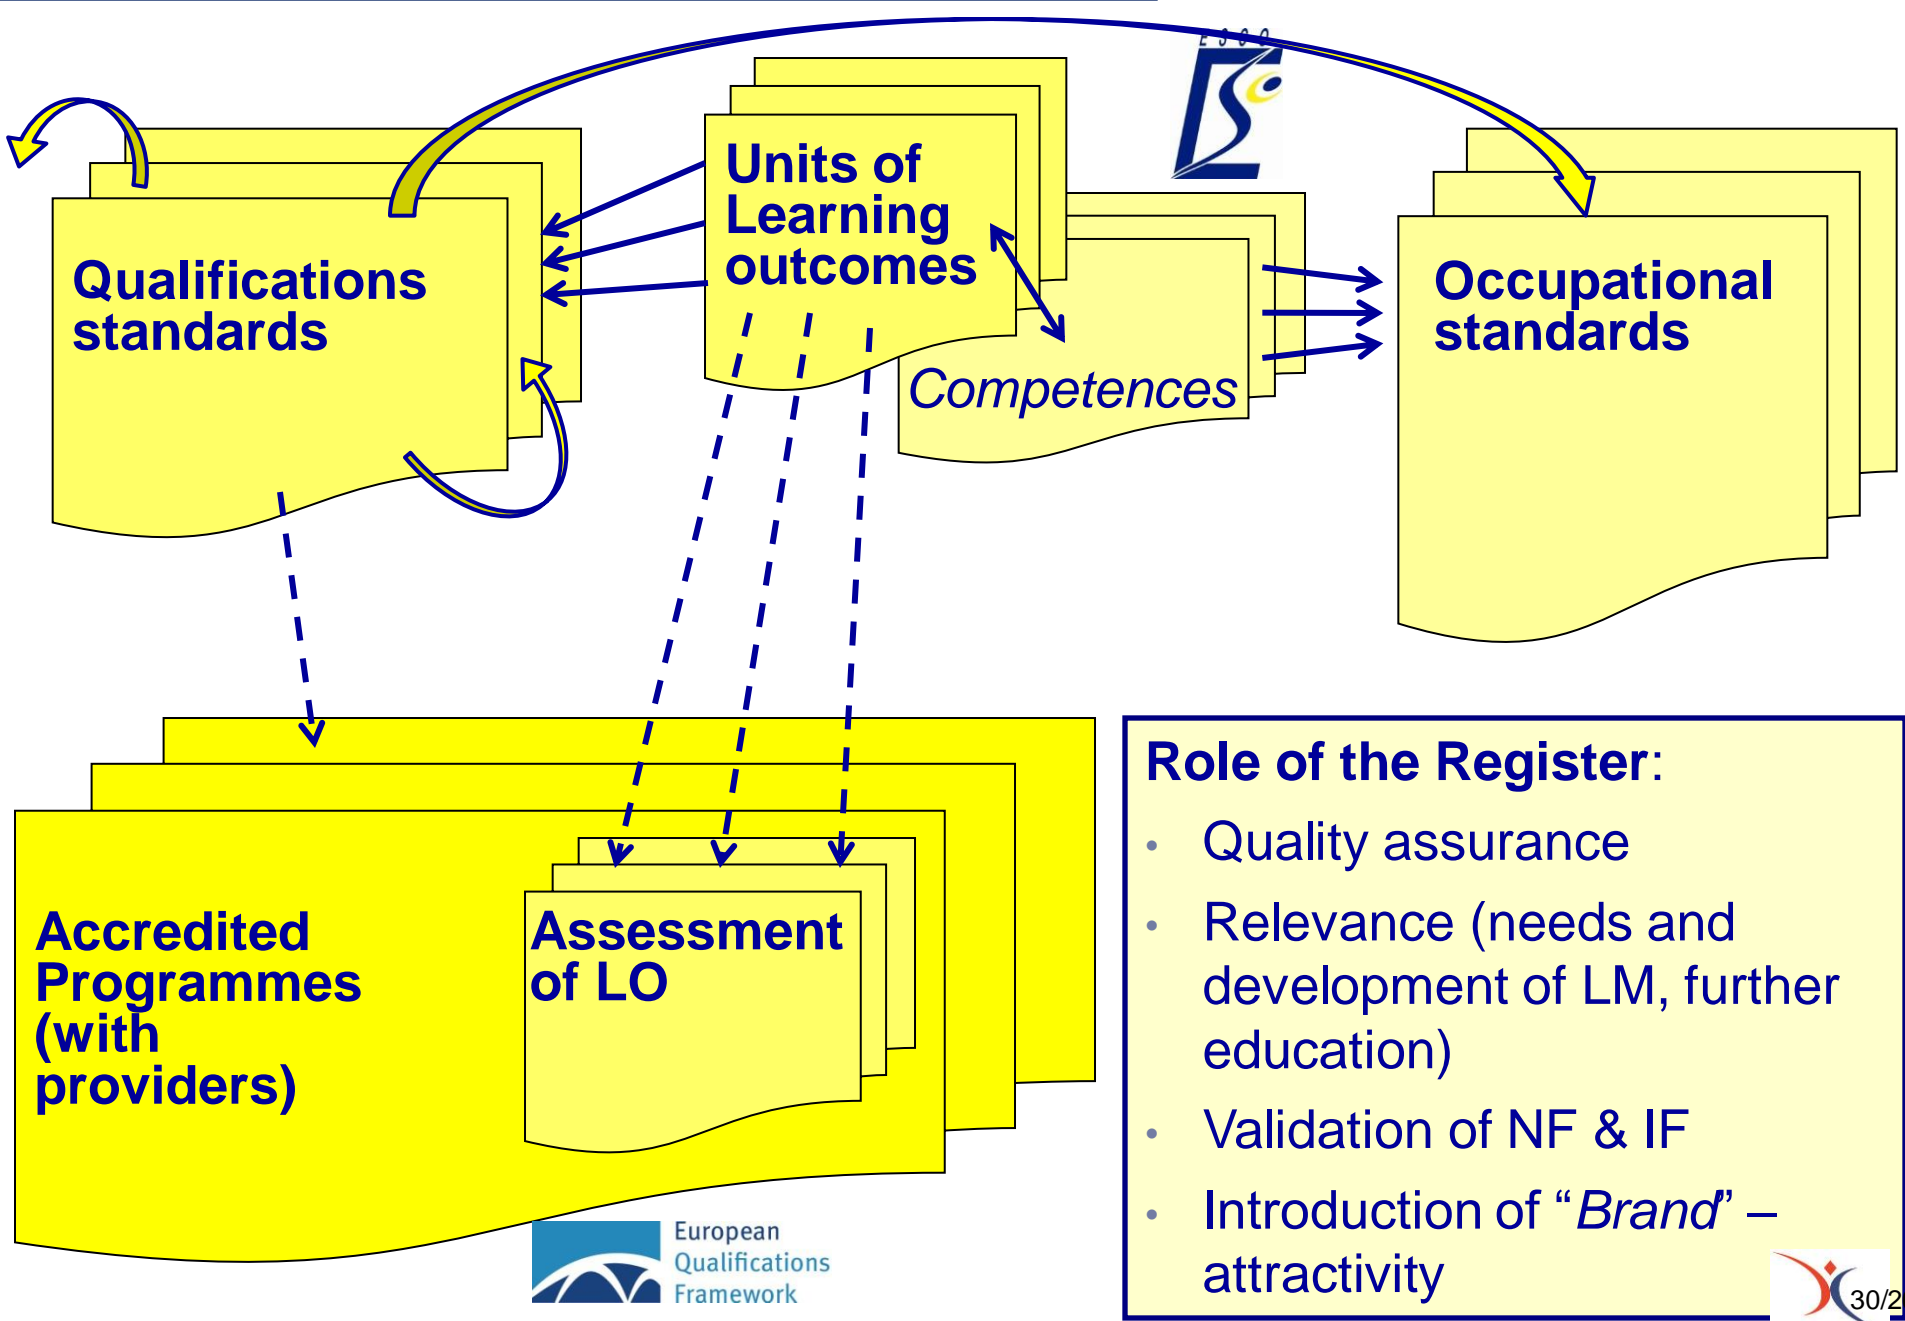 ESCO
Units of
Learning
outcomes
Qualifications
standards
Occupational
standards
Competences
Role of the Register:
• Quality assurance
• Relevance (needs and
development of LM, further
education)
• Validation of NF & IF
• Introduction of “Brand” –
attractivity
Accredited
Programmes
(with
providers)
Assessment
of LO
European
Qualifications
Framework
30/2